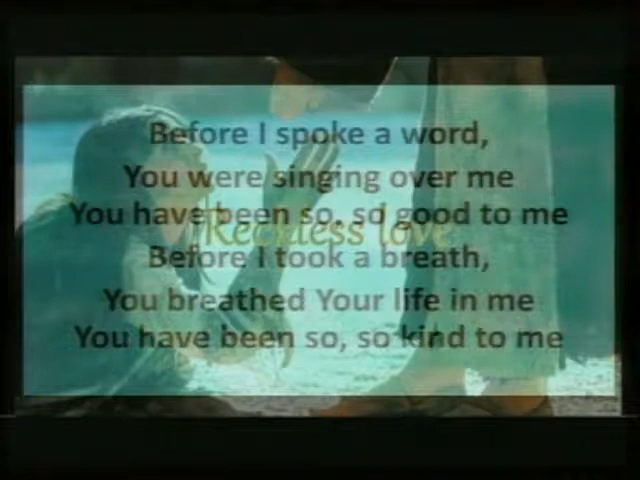 Before I spoke a word,
You were singing over me
You have been so, so good to me
Reckless love
Before I took a breath,
You breathed Your life in me
You have been so, so kind to me